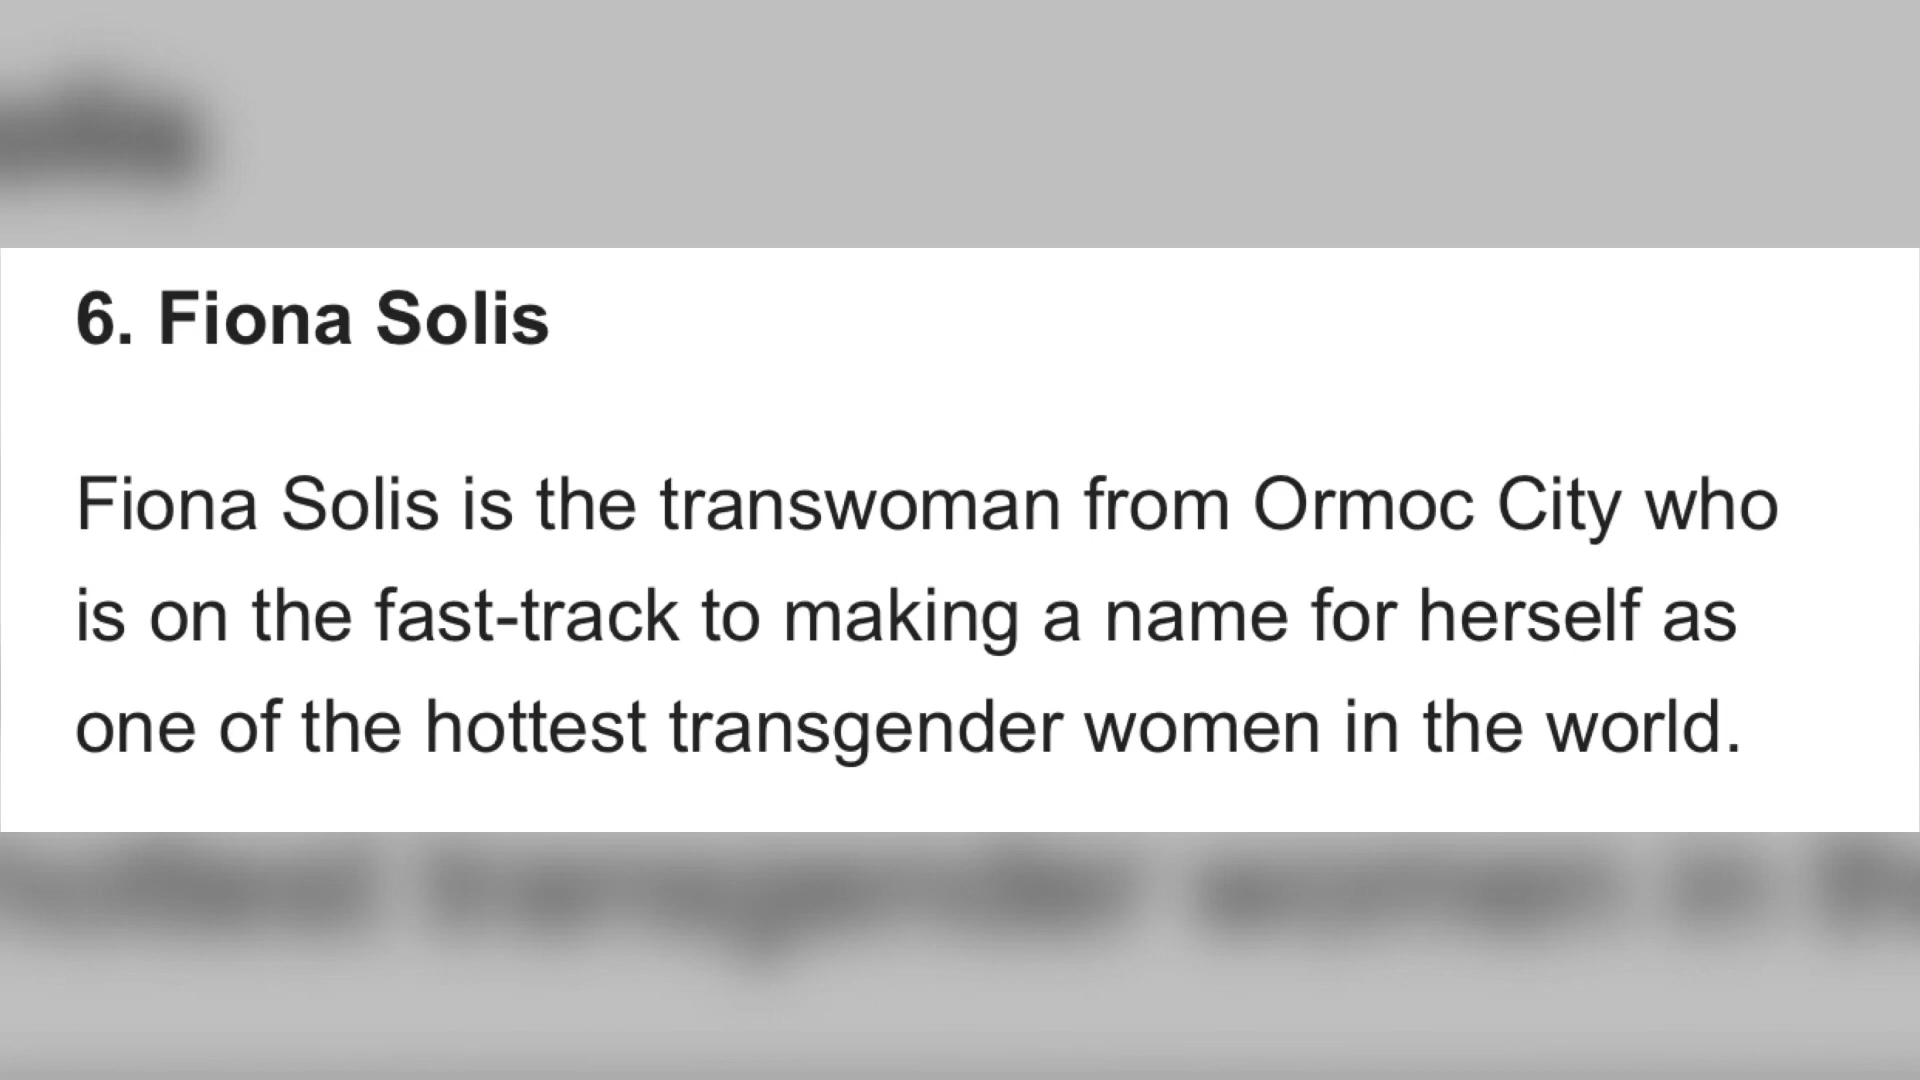 6. Fiona Solis
Fiona Solis is the transwoman from Ormoc City who
is on the fast-track to making a name for herself as
one of the hottest transgender women in the world.